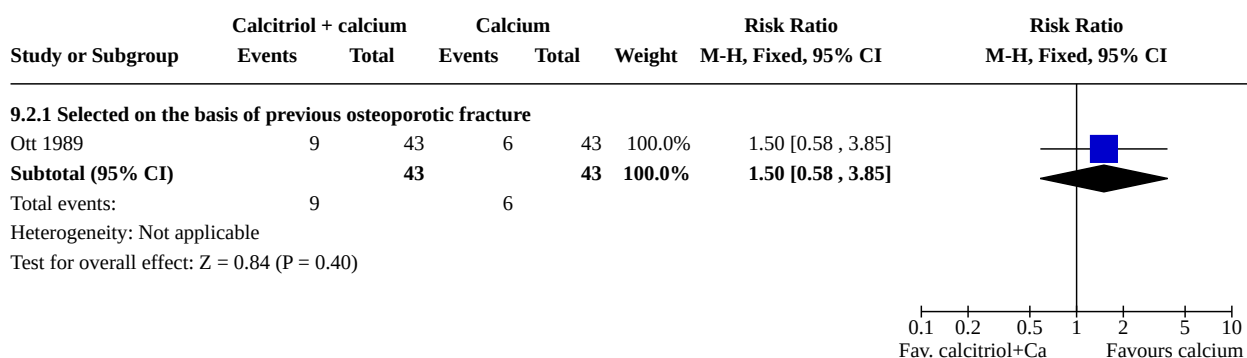 Calcitriol + calcium Calcium Risk Ratio Risk Ratio
Study or Subgroup Events Total Events Total Weight M-H, Fixed, 95% CI M-H, Fixed, 95% CI
9.2.1 Selected on the basis of previous osteoporotic fracture
Ott 1989 9 43 6 43 100.0% 1.50 [0.58 , 3.85]
Subtotal (95% CI) 43 43 100.0% 1.50 [0.58 , 3.85]
Total events: 9 6
Heterogeneity: Not applicable
Test for overall effect: Z = 0.84 (P = 0.40)
0.1 0.2 0.5 1 2 5 10
Fav. calcitriol+Ca Favours calcium